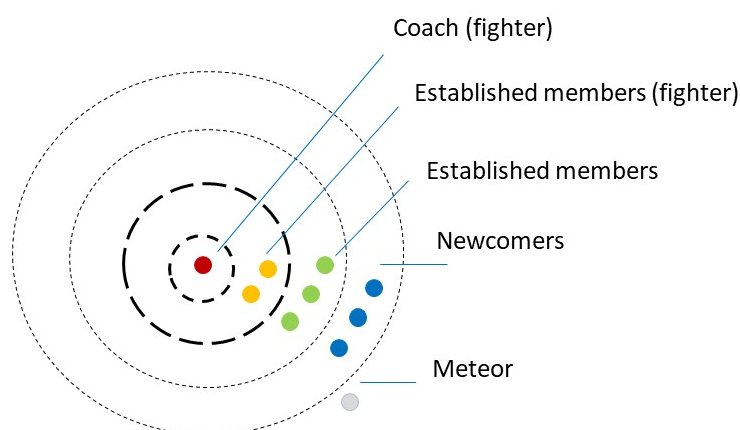 Coach (fighter)
Established members (fighter)
Established members
Newcomers
Meteor